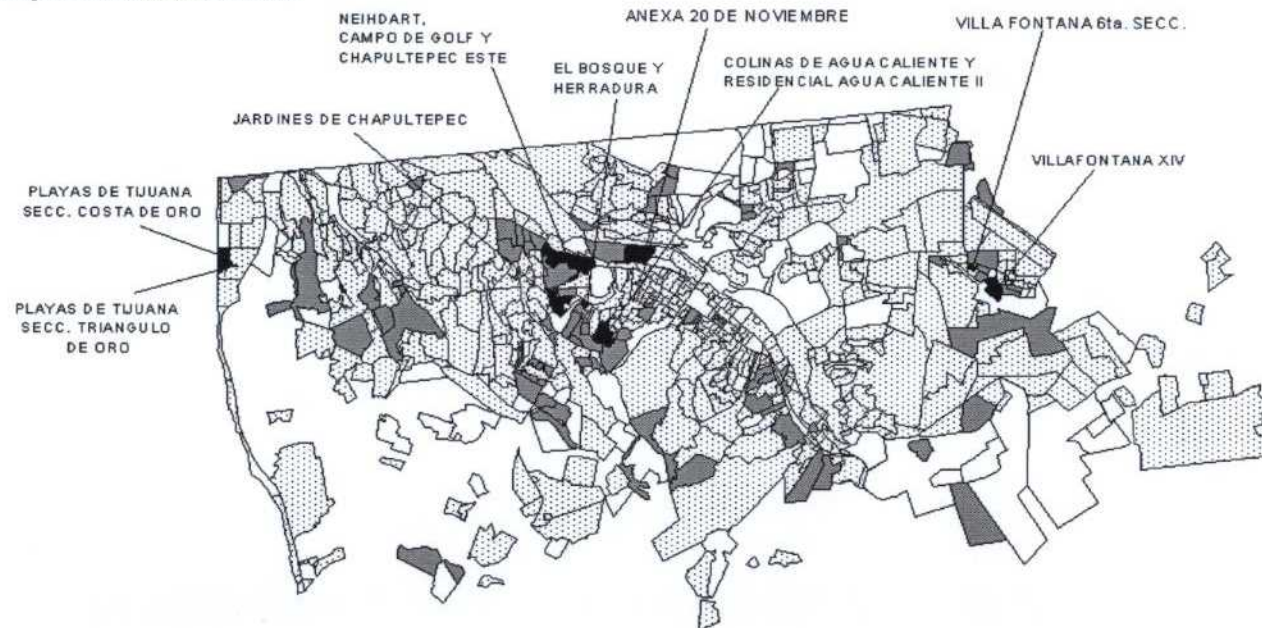 NEIHDART,
CAMPO DE GOLF Y
CHAPULTEPEC ESTE
ANEXA 20 DE NOVIEMBRE
VILLA FONTANA 6ta. SECC.
EL BOSQUE Y
HERRADURA
COLINAS DE AGUA CALIENTE Y
RESIDENCIAL AGUA CALIENTE II
JARDINES DE CHAPULTEPEC
VILLAFONTANA XIV
PLAYAS DE TIJUANA
SECC. COSTA DE ORO
PLAYAS DE TIJUANA
SECC. TRIANGULO
DE ORO